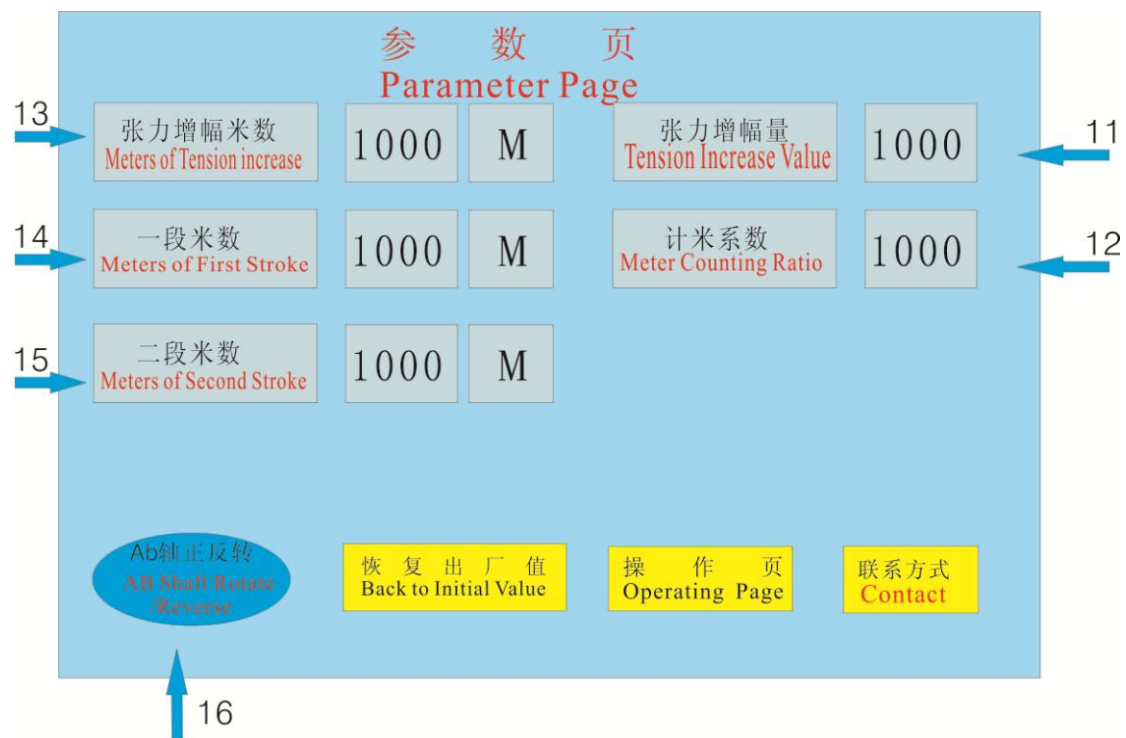 参 数 页
Parameter Page
13
张力增幅米数
Meters of Tension increase
1000
M
张力增幅量
Tension Increase Value
1000
11
14
一段米数
Meters of First Stroke
1000
M
计米系数
Meter Counting Ratio
1000
12
15
二段米数
Meters of Second Stroke
1000
M
Ab轴正反转
AB Shaft Rotate
/Reverse
恢 复 出 厂 值
Back to Initial Value
操 作 页
Operating Page
联系方式
Contact
16